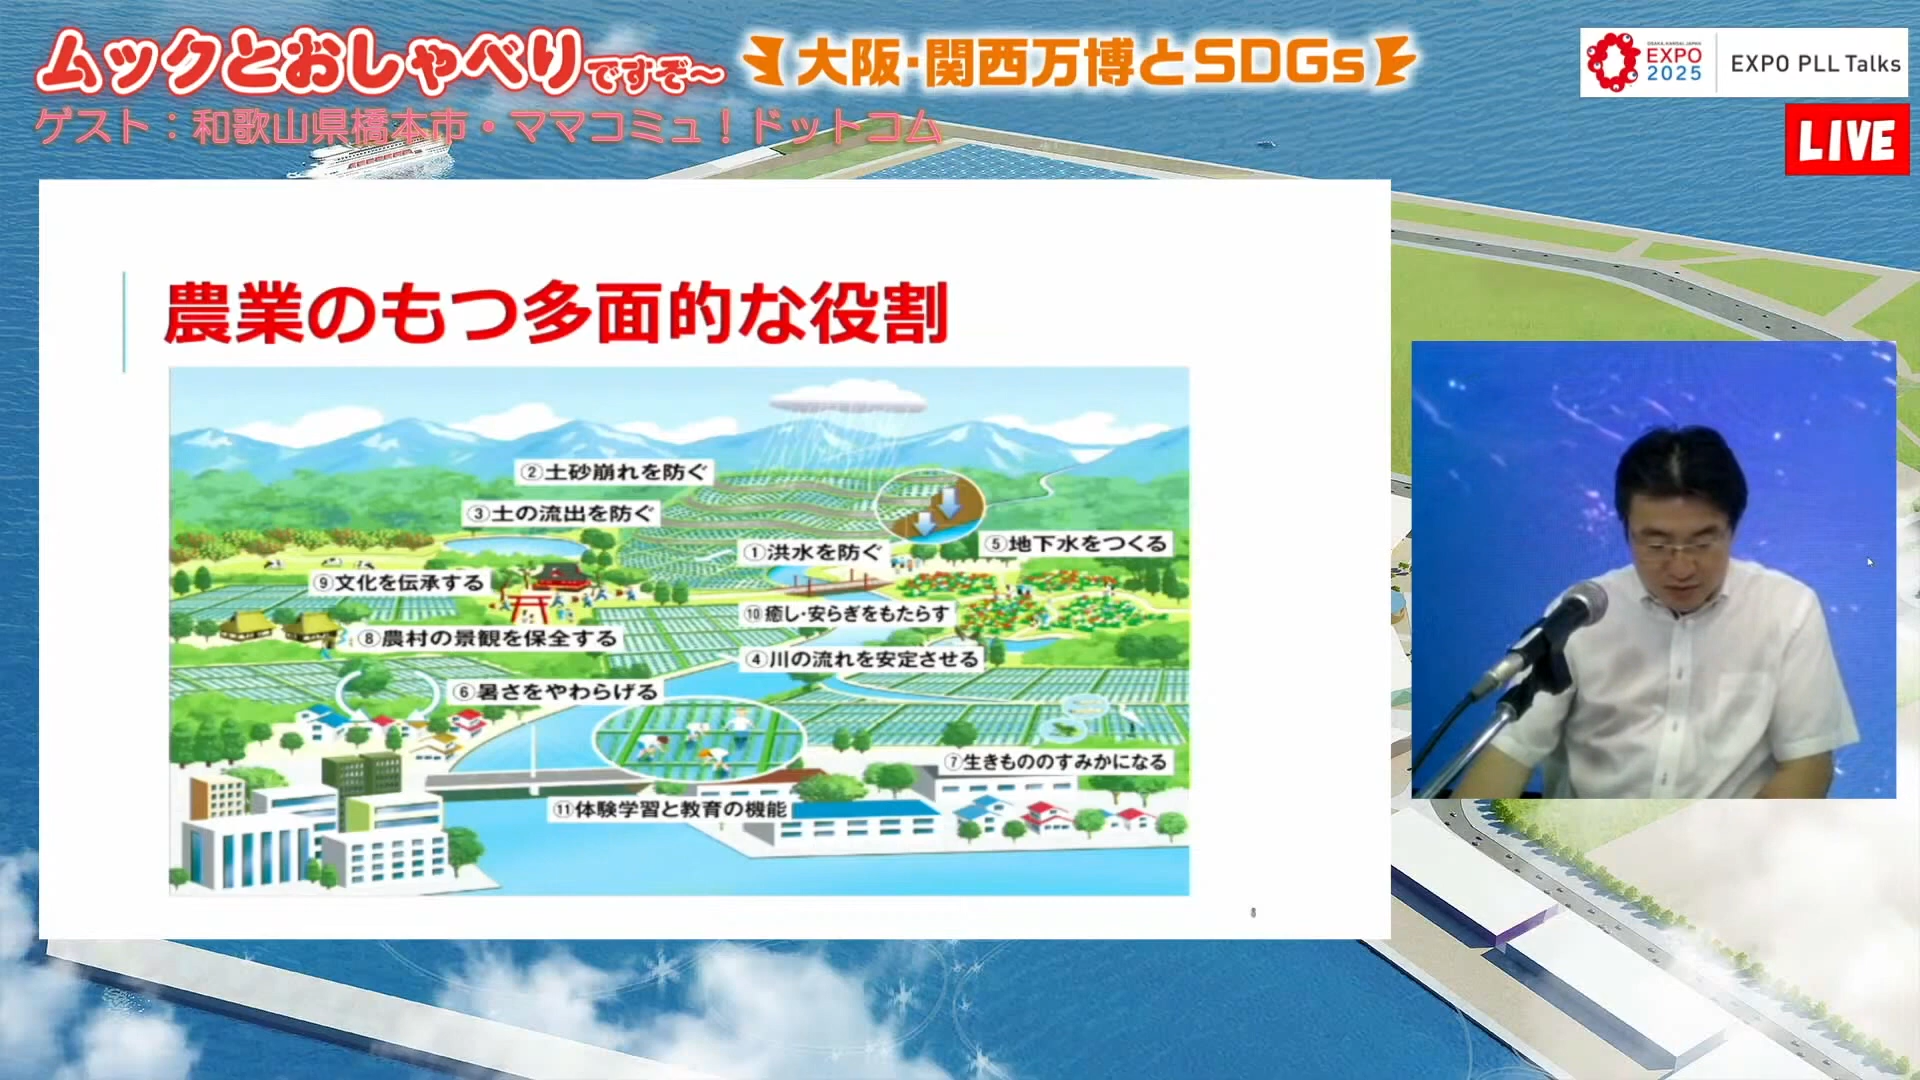 ムックとおしゃべりですぞ〜
大阪・関西万博とSDGs
OSAKA, KANSAI, JAPAN
EXPO
2025
EXPO PLL Talks
ゲスト：和歌山県橋本市・ママコミュ！ドットコム
LIVE
農業のもつ多面的な役割
②土砂崩れを防ぐ
③土の流出を防ぐ
①洪水を防ぐ
⑤地下水をつくる
⑨文化を伝承する
⑩癒し・安らぎをもたらす
⑧農村の景観を保全する
④川の流れを安定させる
⑥暑さをやわらげる
⑦生きもののすみかになる
⑪体験学習と教育の機能